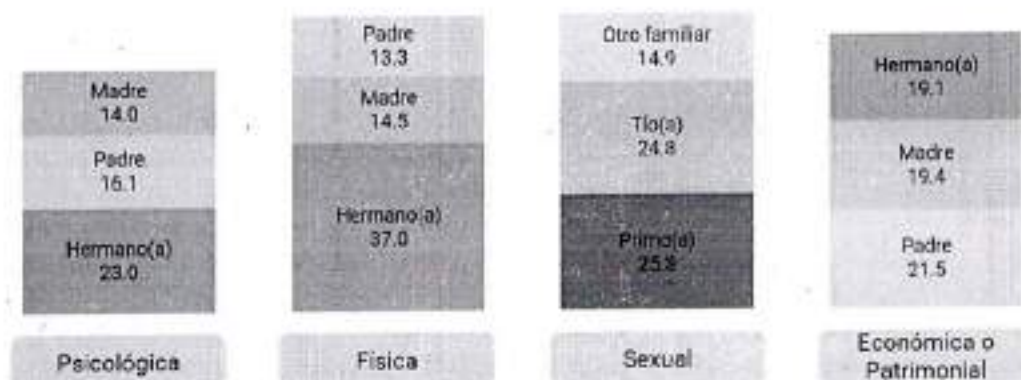 Madre
14.0
Padre
16.1
Hermano(a)
23.0
Psicológica
Padre
13.3
Madre
14.5
Hermano(a)
37.0
Física
Otro familiar
14.9
Tío(a)
24.8
Primo(a)
25.8
Sexual
Hermano(a)
19.1
Madre
19.4
Padre
21.5
Económica o
Patrimonial